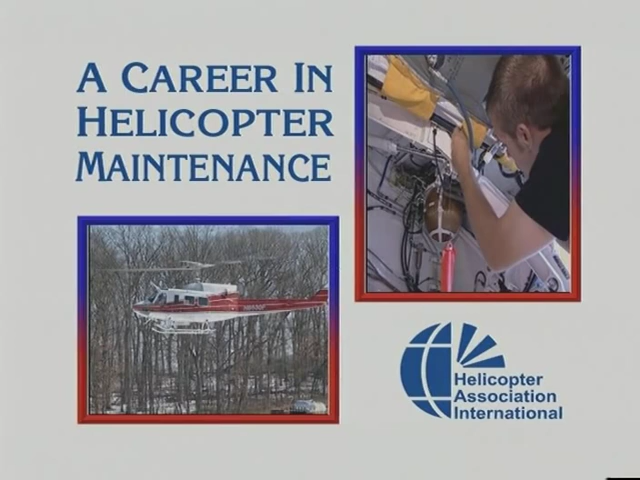 A CAREER IN
HELICOPTER
MAINTENANCE
Helicopter
Association
International